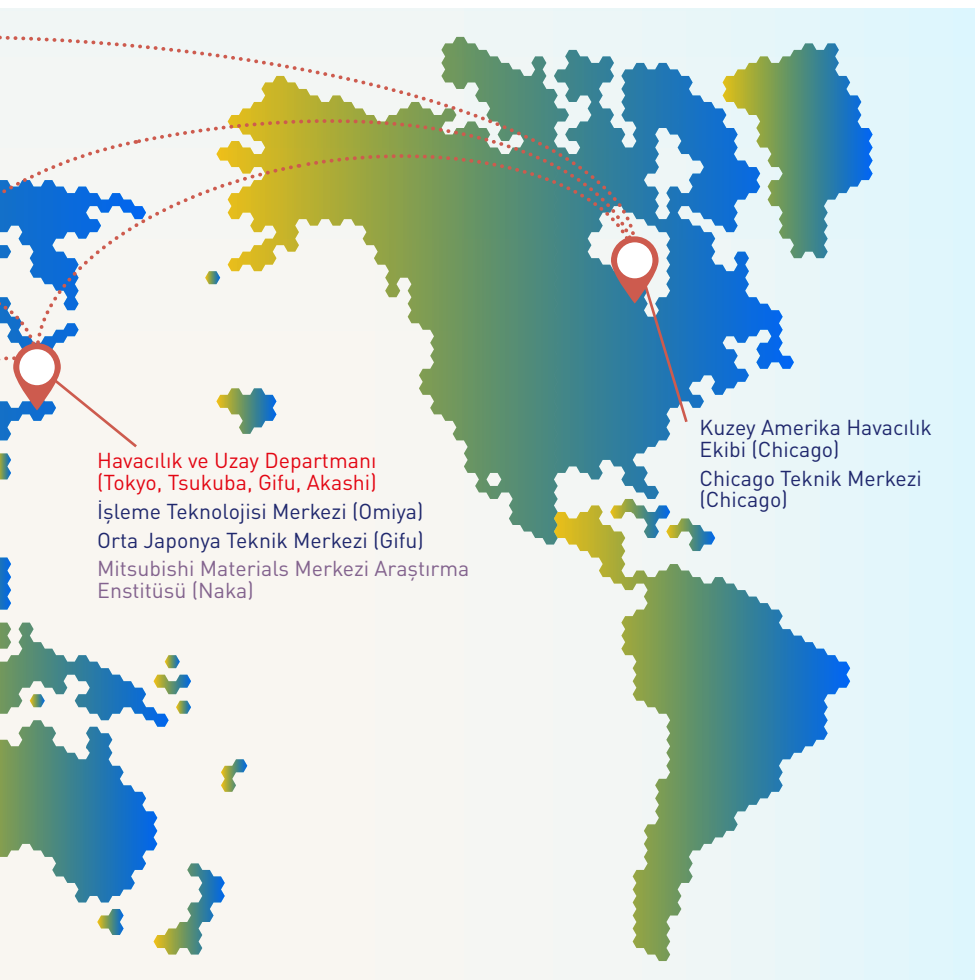 Havacılık ve Uzay Departmanı
(Tokyo, Tsukuba, Gifu, Akashi)
İşleme Teknolojisi Merkezi (Omiya)
Orta Japonya Teknik Merkezi (Gifu)
Mitsubishi Materials Merkezi Araştırma
Enstitüsü (Naka)
Kuzey Amerika Havacılık
Ekibi (Chicago)
Chicago Teknik Merkezi
(Chicago)